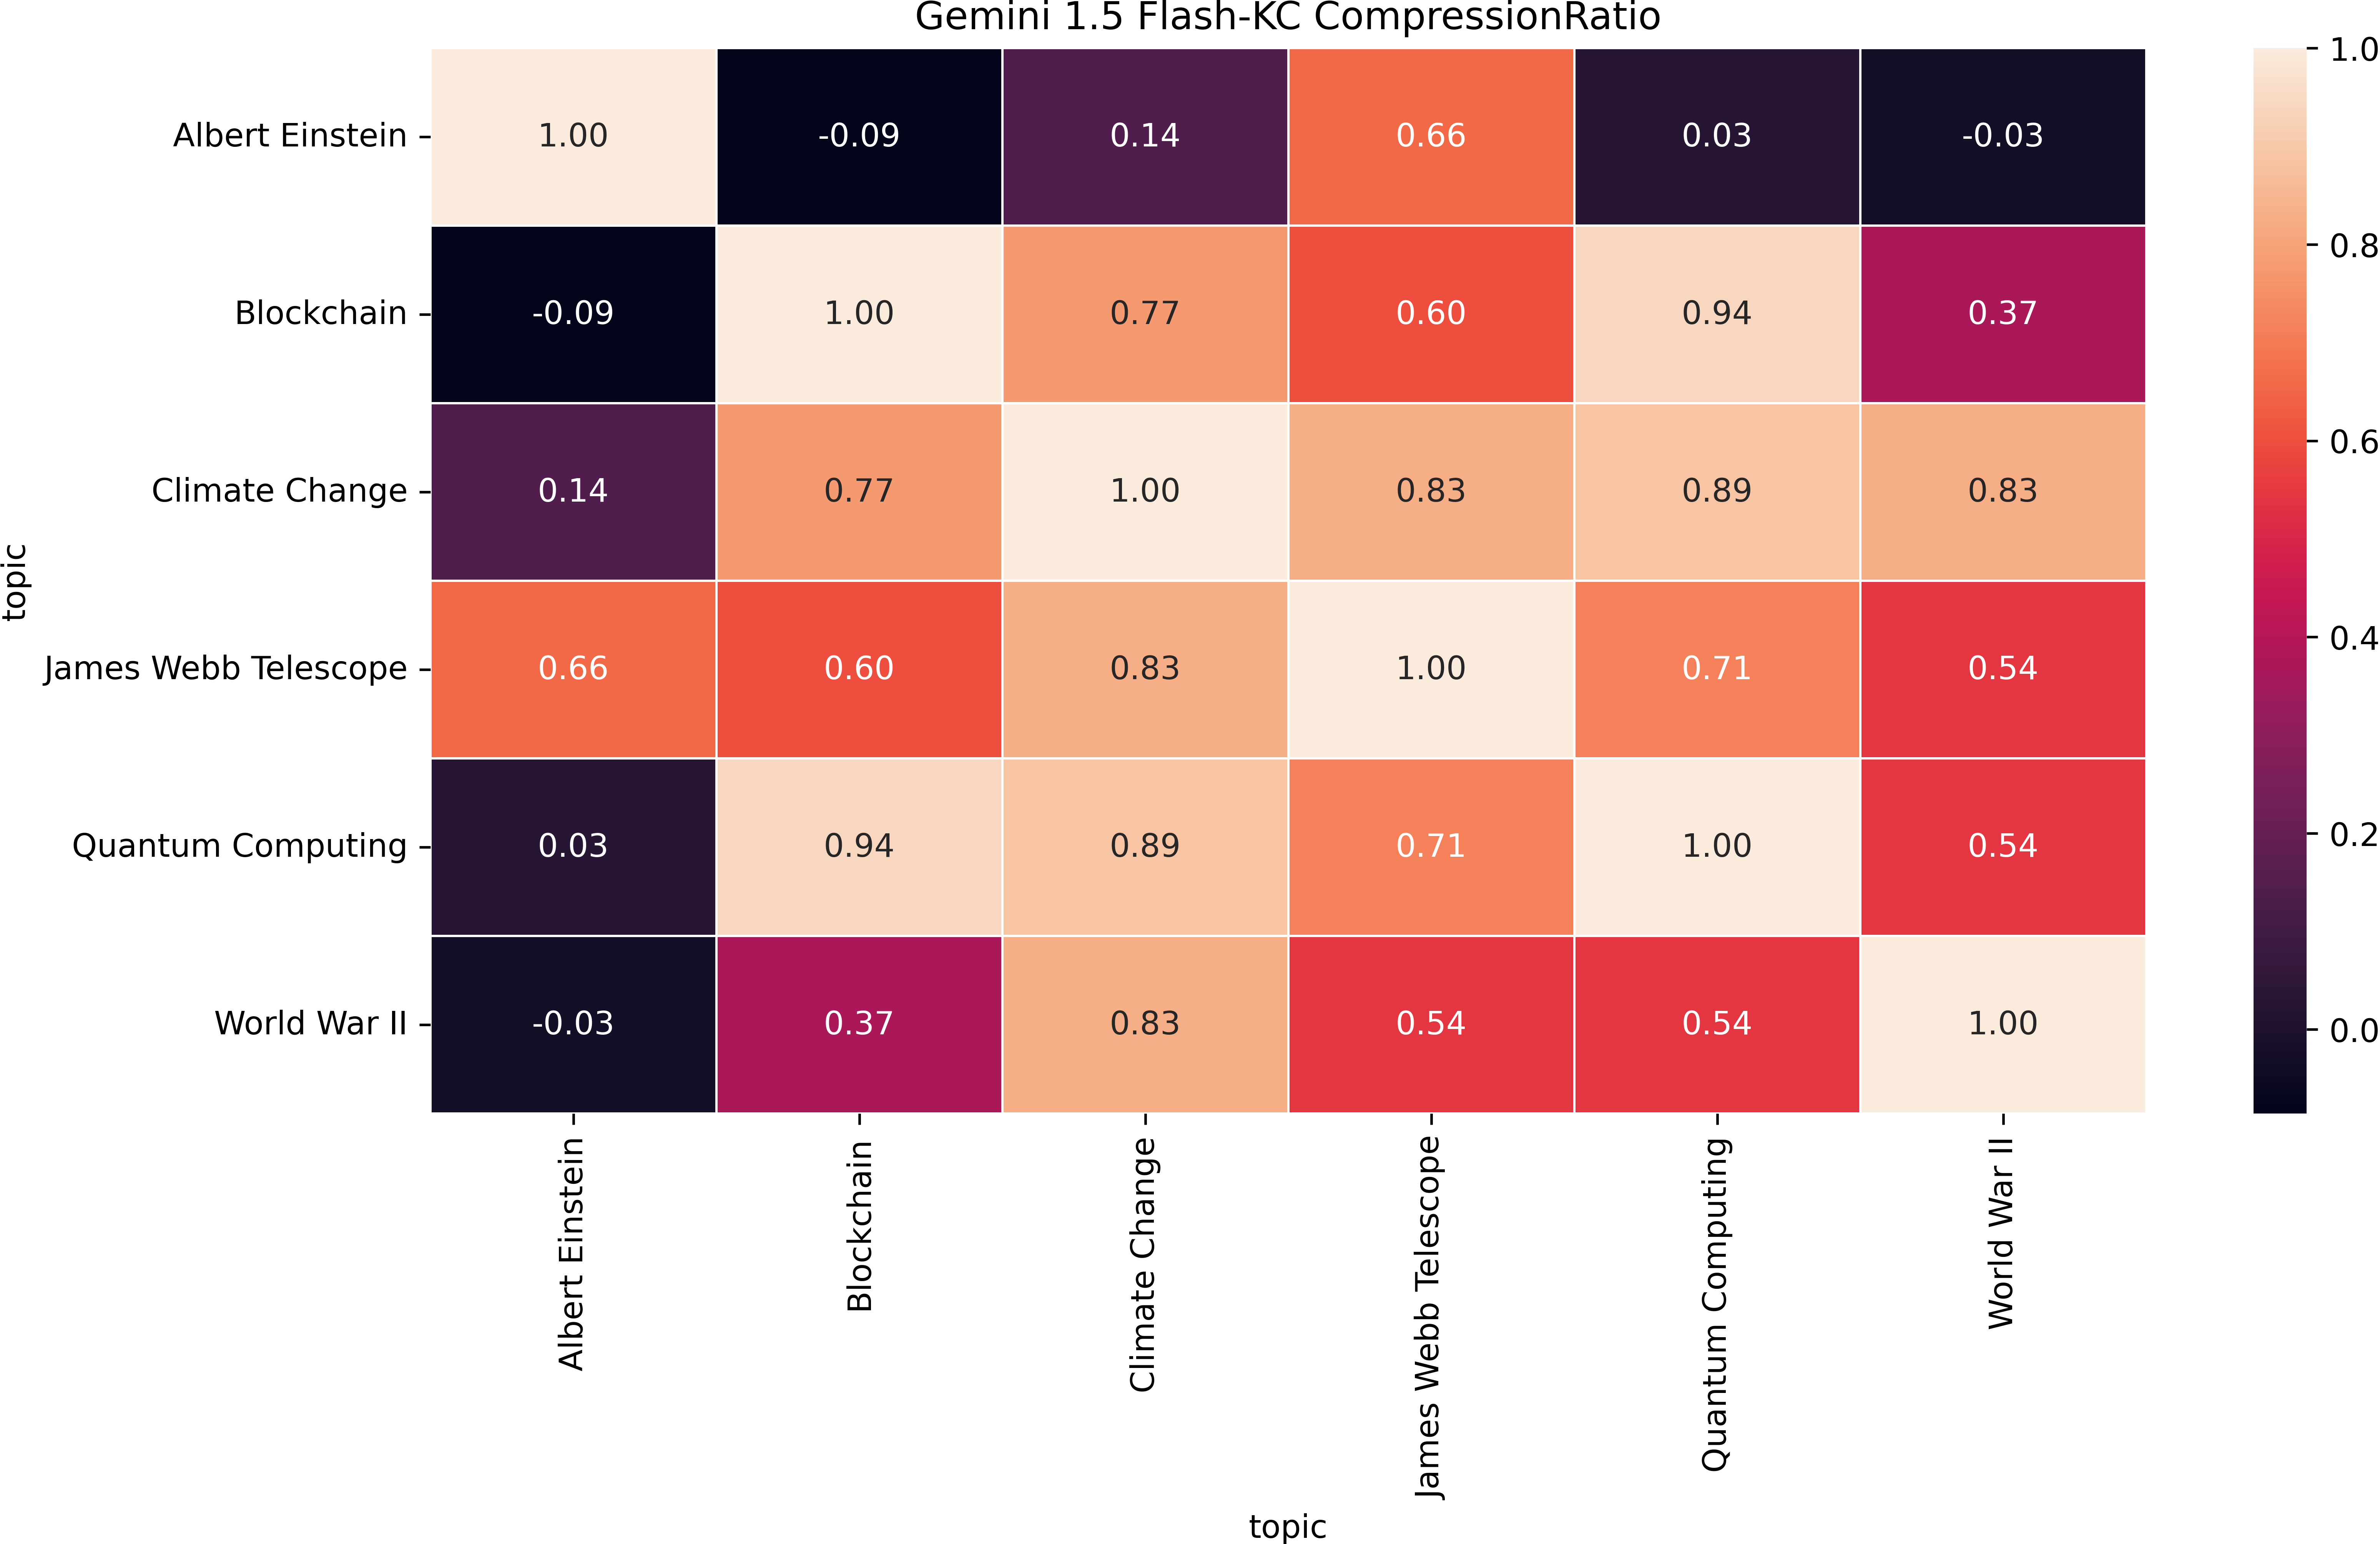 Gemini 1.5 Flash-KC CompressionRatio
topic
Albert Einstein 1.00 -0.09 0.14 0.66 0.03 -0.03
Blockchain -0.09 1.00 0.77 0.60 0.94 0.37
Climate Change 0.14 0.77 1.00 0.83 0.89 0.83
James Webb Telescope 0.66 0.60 0.83 1.00 0.71 0.54
Quantum Computing 0.03 0.94 0.89 0.71 1.00 0.54
World War II -0.03 0.37 0.83 0.54 0.54 1.00
Albert Einstein
Blockchain
Climate Change
James Webb Telescope
Quantum Computing
World War II
topic
1.0
0.8
0.6
0.4
0.2
0.0